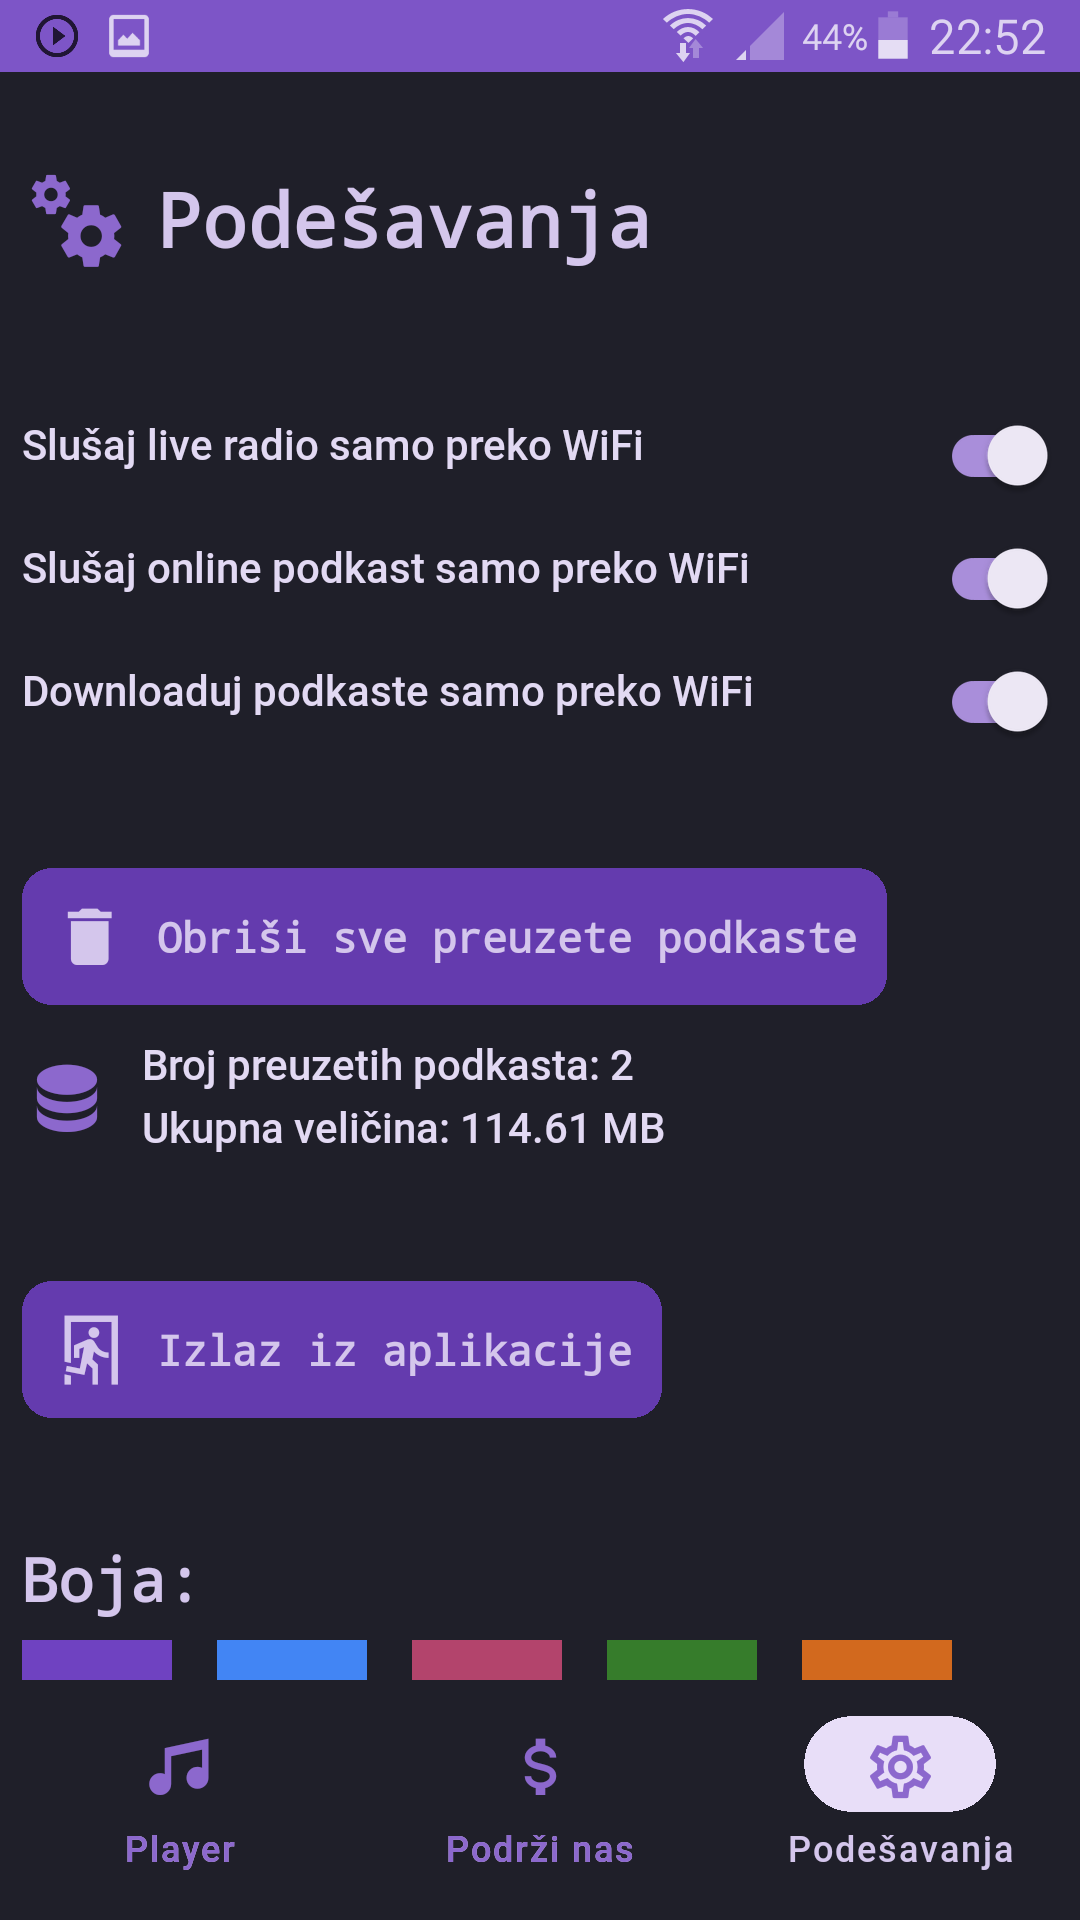 44% 22:52
Podešavanja
Slušaj live radio samo preko WiFi
Slušaj online podkast samo preko WiFi
Downloaduj podkaste samo preko WiFi
Obriši sve preuzete podkaste
Broj preuzetih podkasta: 2
Ukupna veličina: 114.61 MB
Izlaz iz aplikacije
Boja:
Player Podrži nas Podešavanja